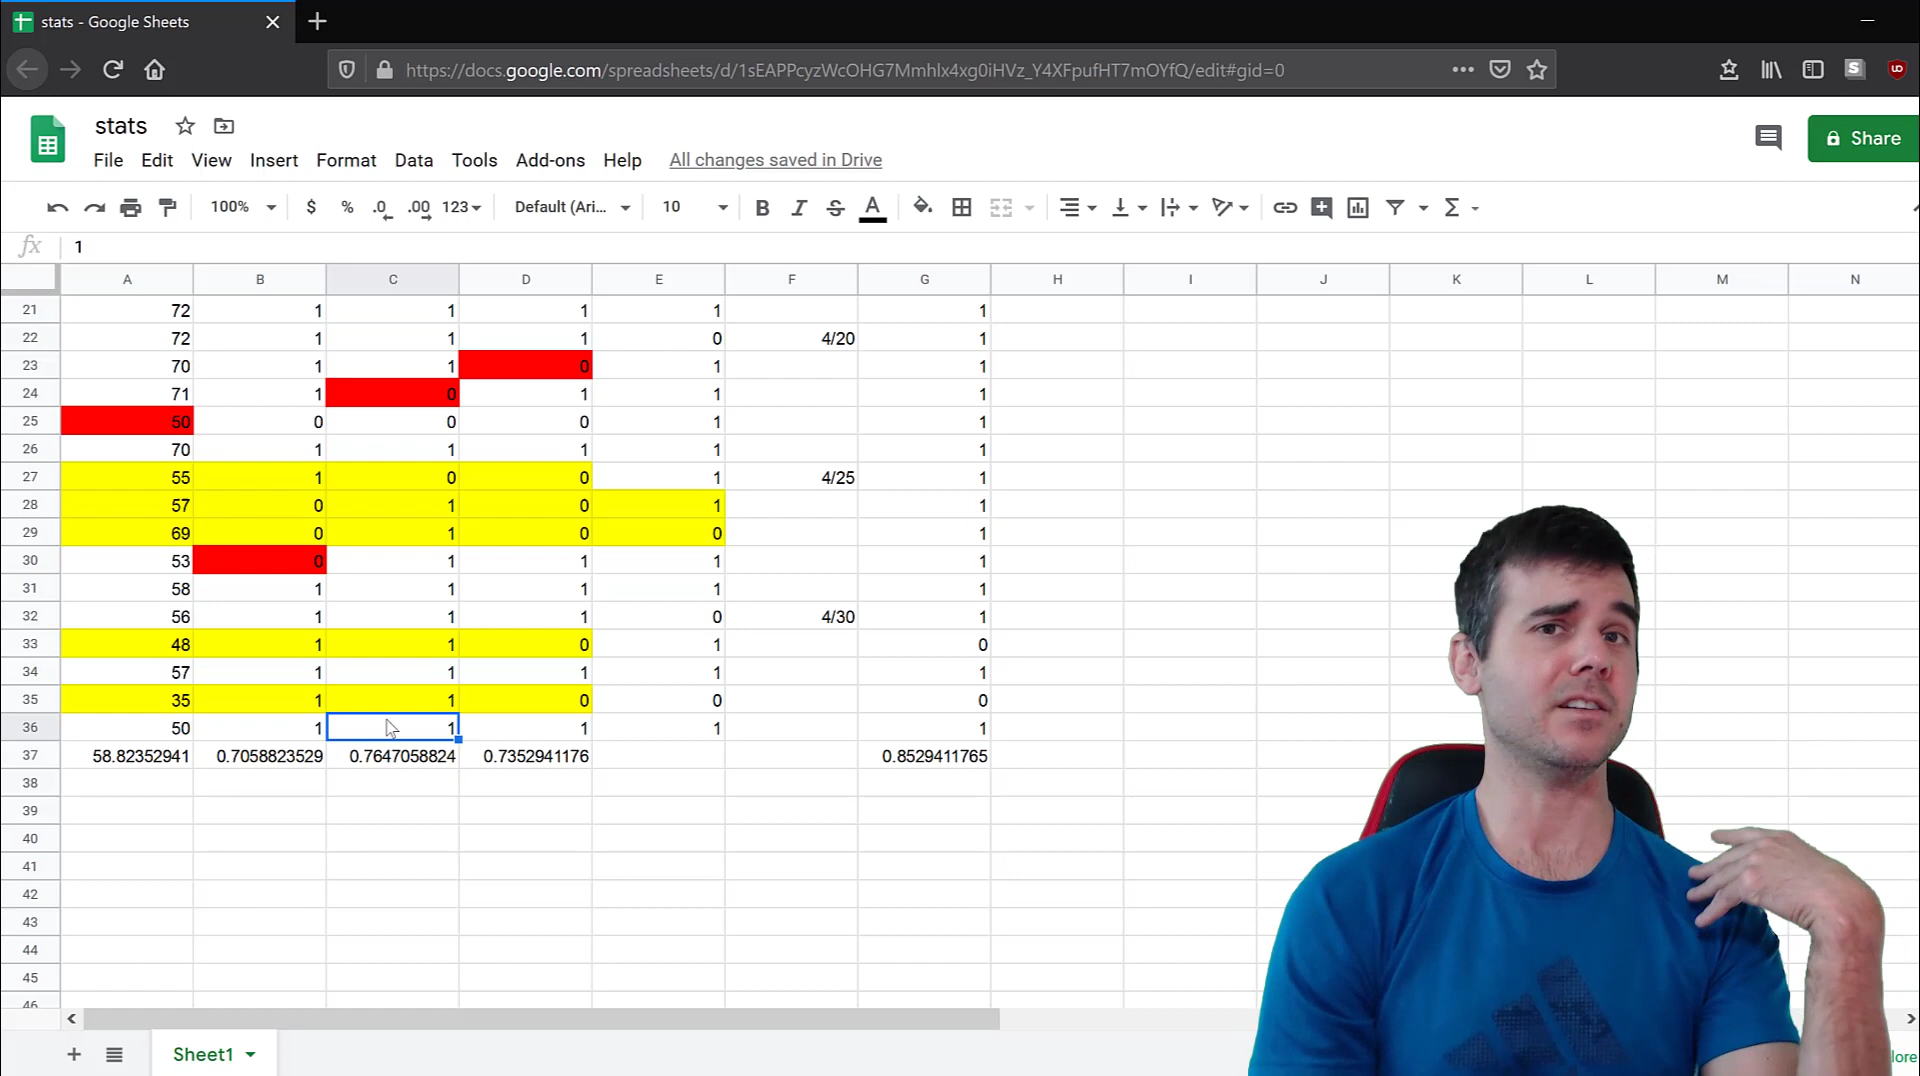 stats - Google Sheets
https://docs.google.com/spreadsheets/d/1sEAPPcyzWcOHG7Mmhlx4xg0iHVz_Y4XFpufHT7mOYfQ/edit#gid=0
stats
Share
File Edit View Insert Format Data Tools Add-ons Help All changes saved in Drive
100% $ % .0 .00 123 Default (Ari... 10 B I S A Σ
fx 1
A B C D E F G H I J K L M N
21 72 1 1 1 1 1
22 72 1 1 1 0 4/20 1
23 70 1 1 0 1 1
24 71 1 0 1 1 1
25 50 0 0 0 1 1
26 70 1 1 1 1 1
27 55 1 0 0 1 4/25 1
28 57 0 1 0 1 1
29 69 0 1 0 0 1
30 53 0 1 1 1 1
31 58 1 1 1 1 1
32 56 1 1 1 0 4/30 1
33 48 1 1 0 1 0
34 57 1 1 1 1 1
35 35 1 1 0 0 0
36 50 1 1 1 1 1
37 58.82352941 0.7058823529 0.7647058824 0.7352941176 0.8529411765
38
39
40
41
42
43
44
45
46
Sheet1
lore